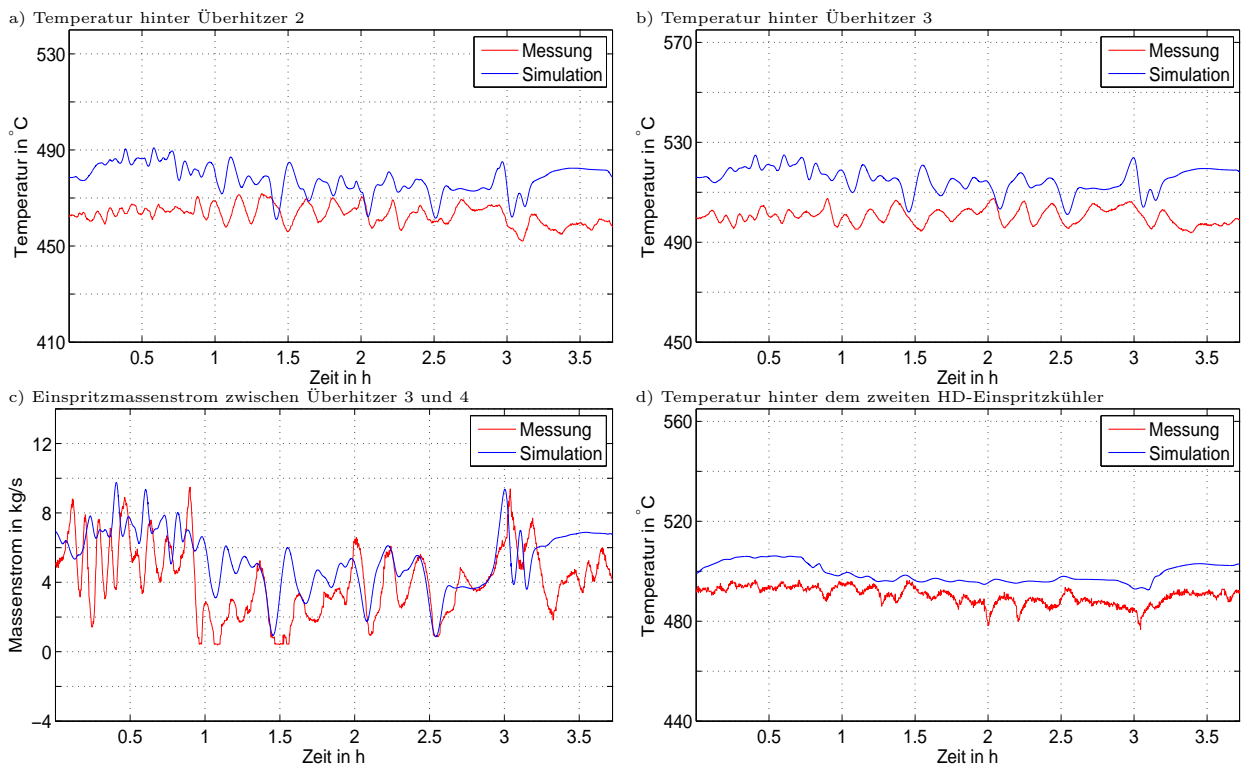 a) Temperatur hinter Überhitzer 2
530
490
450
410
Temperatur in °C
0.5 1 1.5 2 2.5 3 3.5
Zeit in h
Messung
Simulation
b) Temperatur hinter Überhitzer 3
570
530
490
450
Temperatur in °C
0.5 1 1.5 2 2.5 3 3.5
Zeit in h
Messung
Simulation
c) Einspritzmassenstrom zwischen Überhitzer 3 und 4
12
8
4
0
−4
Massenstrom in kg/s
0.5 1 1.5 2 2.5 3 3.5
Zeit in h
Messung
Simulation
d) Temperatur hinter dem zweiten HD-Einspritzkühler
560
520
480
440
Temperatur in °C
0.5 1 1.5 2 2.5 3 3.5
Zeit in h
Messung
Simulation